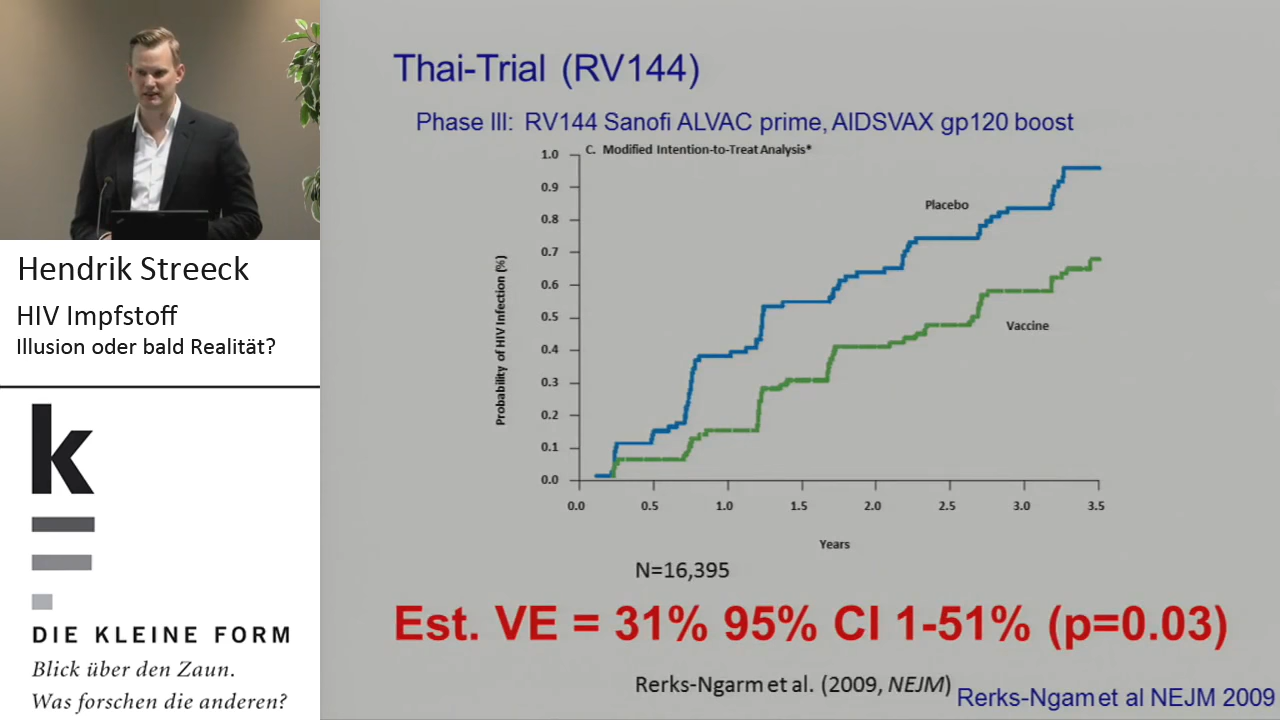 Hendrik Streeck
HIV Impfstoff
Illusion oder bald Realität?
k
DIE KLEINE FORM
Blick über den Zaun.
Was forschen die anderen?
Thai-Trial (RV144)
Phase III: RV144 Sanofi ALVAC prime, AIDSVAX gp120 boost
C. Modified Intention-to-Treat Analysis*
Probability of HIV Infection (%)
1.0
0.9
0.8
0.7
0.6
0.5
0.4
0.3
0.2
0.1
0.0
Placebo
Vaccine
0.0 0.5 1.0 1.5 2.0 2.5 3.0 3.5
Years
N=16,395
Est. VE = 31% 95% CI 1-51% (p=0.03)
Rerks-Ngarm et al. (2009, NEJM)
Rerks-Ngam et al NEJM 2009